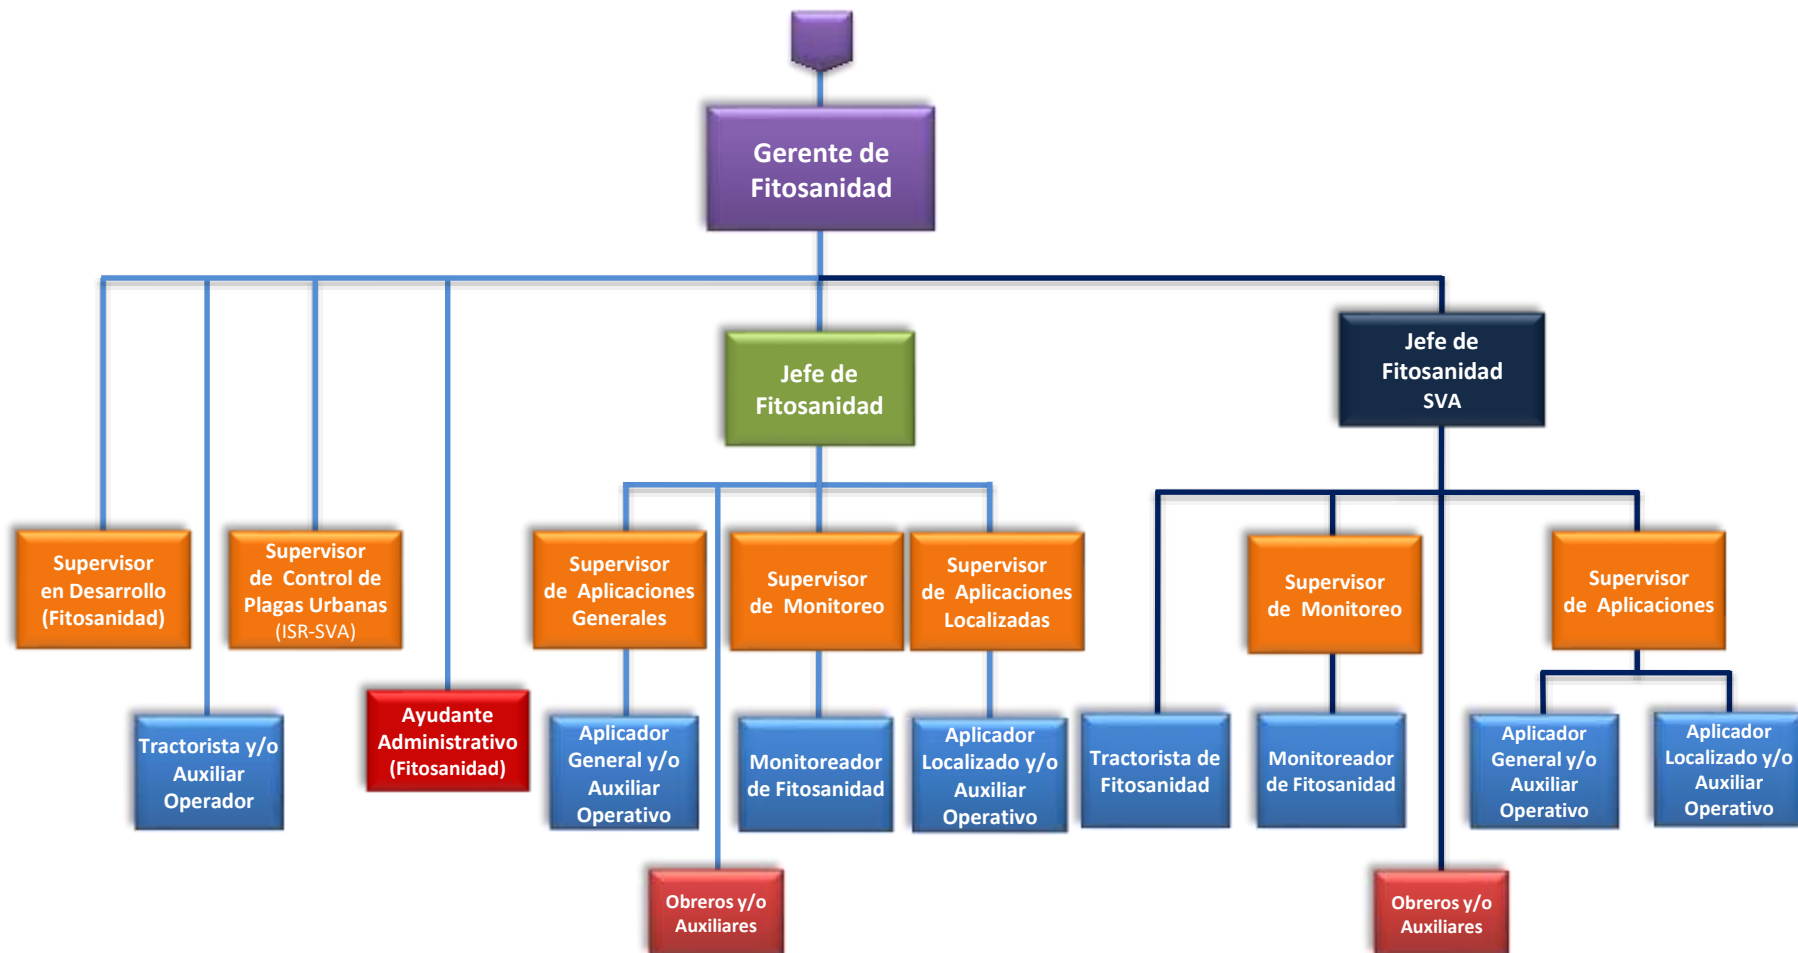 Gerente de
Fitosanidad
Jefe de
Fitosanidad
Jefe de
Fitosanidad
SVA
Supervisor
en Desarrollo
(Fitosanidad)
Supervisor
de Control de
Plagas Urbanas
(ISR-SVA)
Supervisor
de Aplicaciones
Generales
Supervisor
de Monitoreo
Supervisor
de Aplicaciones
Localizadas
Supervisor
de Monitoreo
Supervisor
de Aplicaciones
Tractorista y/o
Auxiliar
Operador
Ayudante
Administrativo
(Fitosanidad)
Aplicador
General y/o
Auxiliar
Operativo
Monitoreador
de Fitosanidad
Aplicador
Localizado y/o
Auxiliar
Operativo
Tractorista de
Fitosanidad
Monitoreador
de Fitosanidad
Aplicador
General y/o
Auxiliar
Operativo
Aplicador
Localizado y/o
Auxiliar
Operativo
Obreros y/o
Auxiliares
Obreros y/o
Auxiliares